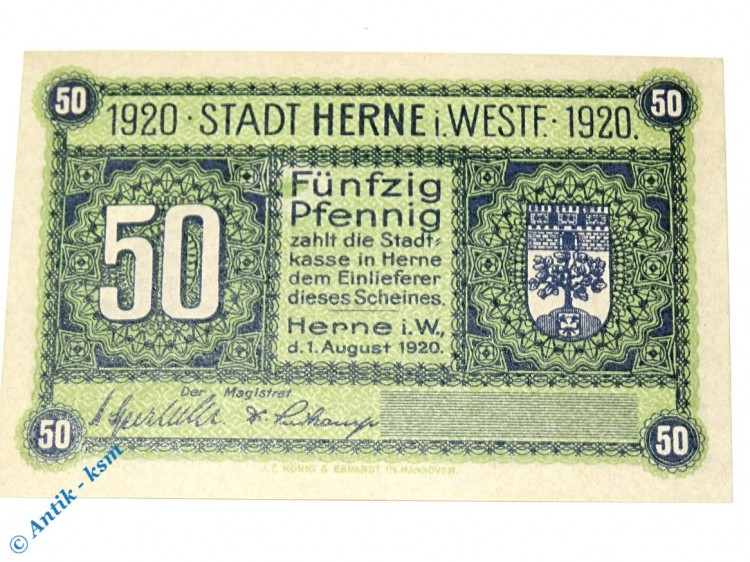 50 50
1920 · STADT HERNE i. WESTF. · 1920.
50
Fünfzig
Pfennig
zahlt die Stadt-
kasse in Herne
dem Einlieferer
dieses Scheines.
Herne i.W.,
d. 1. August 1920.
Der Magistrat
50 50
J. C. KÖNIG & EBHARDT IN HANNOVER.
© Antik - ksm